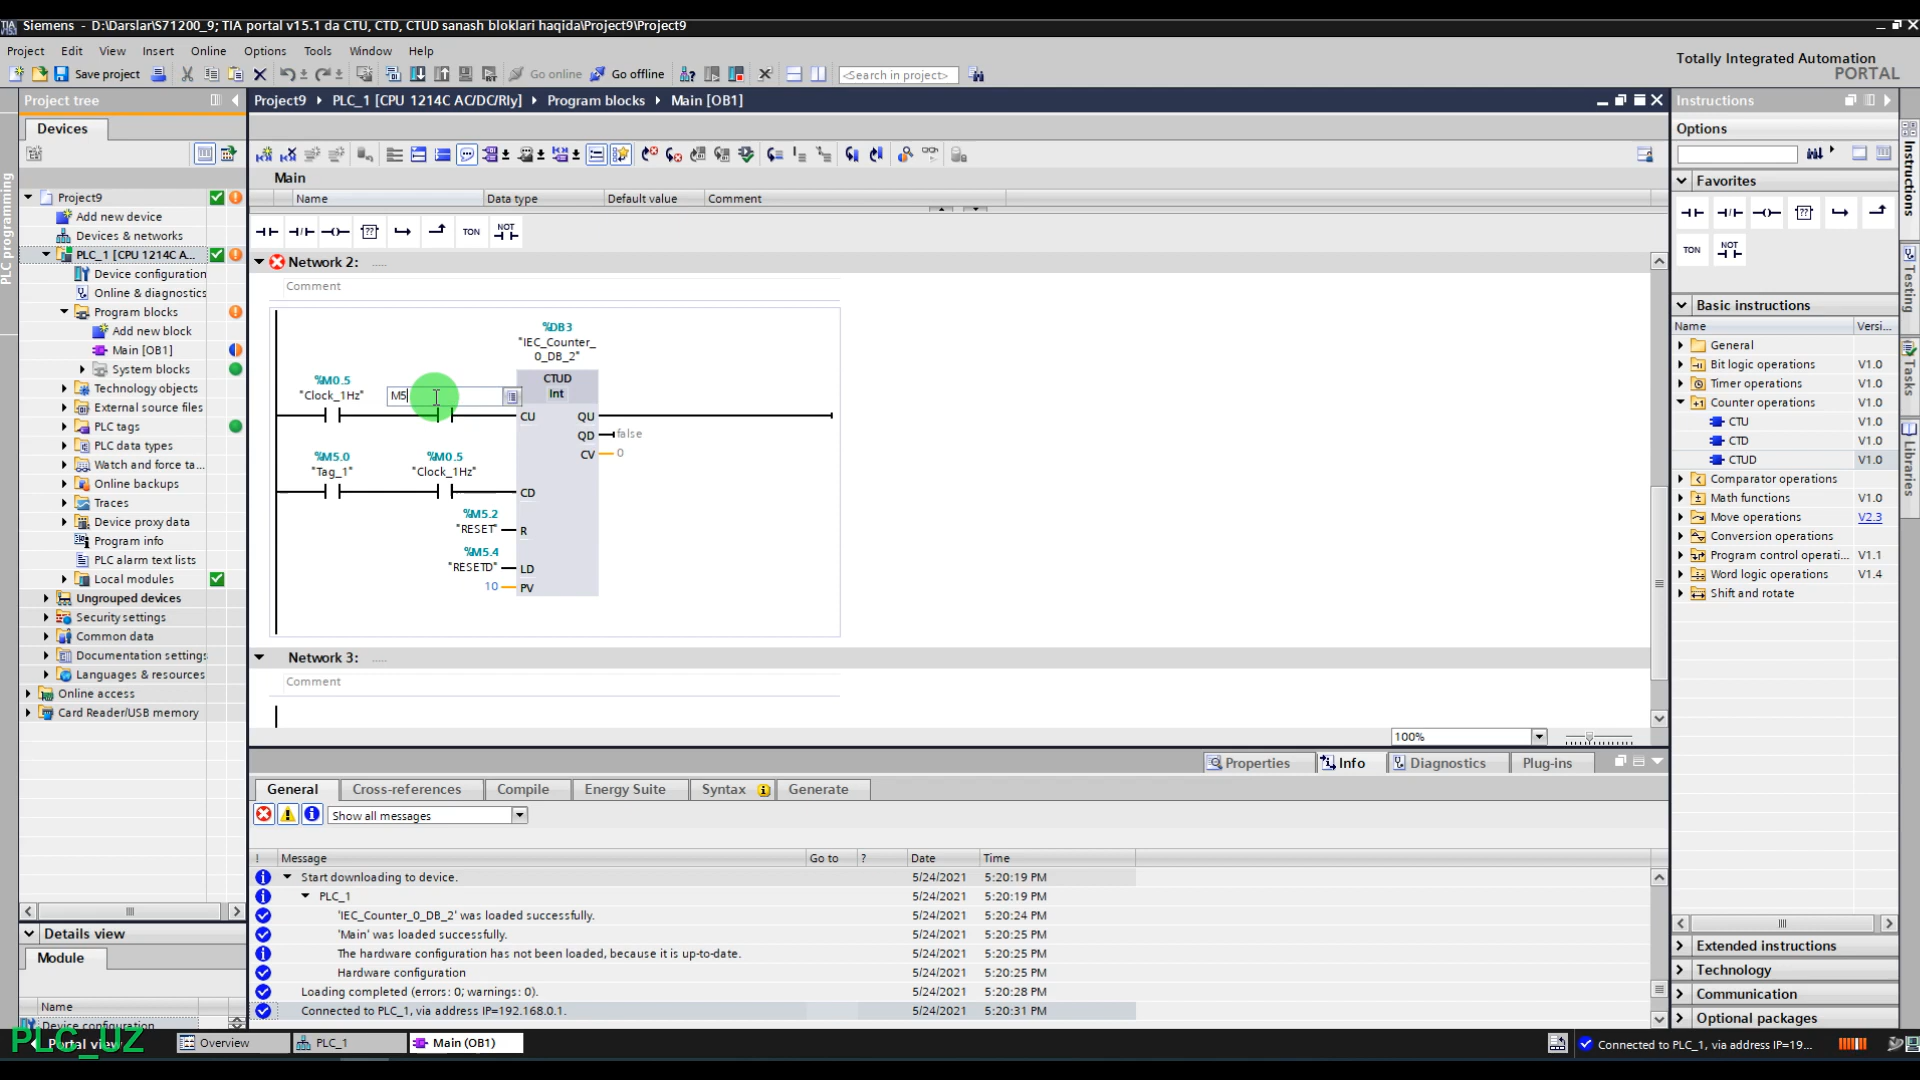 Siemens - D:\Darslar\S71200_9; TIA portal v15.1 da CTU, CTD, CTUD sanash bloklari haqida\Project9\Project9
Project Edit View Insert Online Options Tools Window Help
Totally Integrated Automation
PORTAL
Save project
Go online
Go offline
<Search in project>
Project tree
Project9 PLC_1 [CPU 1214C AC/DC/Rly] Program blocks Main [OB1]
Instructions
Devices
Options
PLC programming
Project9
Add new device
Devices & networks
PLC_1 [CPU 1214C A...
Device configuration
Online & diagnostics
Program blocks
Add new block
Main [OB1]
System blocks
Technology objects
External source files
PLC tags
PLC data types
Watch and force ta...
Online backups
Traces
Device proxy data
Program info
PLC alarm text lists
Local modules
Ungrouped devices
Security settings
Common data
Documentation settings
Languages & resources
Online access
Card Reader/USB memory
Details view
Module
Name
Device configuration
Main
Name Data type Default value Comment
TON NOT
Network 2: .....
Comment
%DB3
"IEC_Counter_
0_DB_2"
CTUD
Int
%M0.5
"Clock_1Hz"
M5
CU QU
QD false
CV 0
%M5.0
"Tag_1"
%M0.5
"Clock_1Hz"
CD
%M5.2
"RESET" R
%M5.4
"RESETD" LD
10 PV
Network 3: .....
Comment
100%
Properties Info Diagnostics Plug-ins
General Cross-references Compile Energy Suite Syntax Generate
Show all messages
! Message Go to ? Date Time
Start downloading to device. 5/24/2021 5:20:19 PM
PLC_1 5/24/2021 5:20:19 PM
'IEC_Counter_0_DB_2' was loaded successfully. 5/24/2021 5:20:24 PM
'Main' was loaded successfully. 5/24/2021 5:20:25 PM
The hardware configuration has not been loaded, because it is up-to-date. 5/24/2021 5:20:25 PM
Hardware configuration 5/24/2021 5:20:25 PM
Loading completed (errors: 0; warnings: 0). 5/24/2021 5:20:28 PM
Connected to PLC_1, via address IP=192.168.0.1. 5/24/2021 5:20:31 PM
Favorites
TON NOT
Basic instructions
Name Versi...
General
Bit logic operations V1.0
Timer operations V1.0
Counter operations V1.0
CTU V1.0
CTD V1.0
CTUD V1.0
Comparator operations
Math functions V1.0
Move operations V2.3
Conversion operations
Program control operati... V1.1
Word logic operations V1.4
Shift and rotate
Extended instructions
Technology
Communication
Optional packages
Instructions
Testing
Tasks
Libraries
PLC_UZ
Portal view
Overview
PLC_1
Main (OB1)
Connected to PLC_1, via address IP=19...